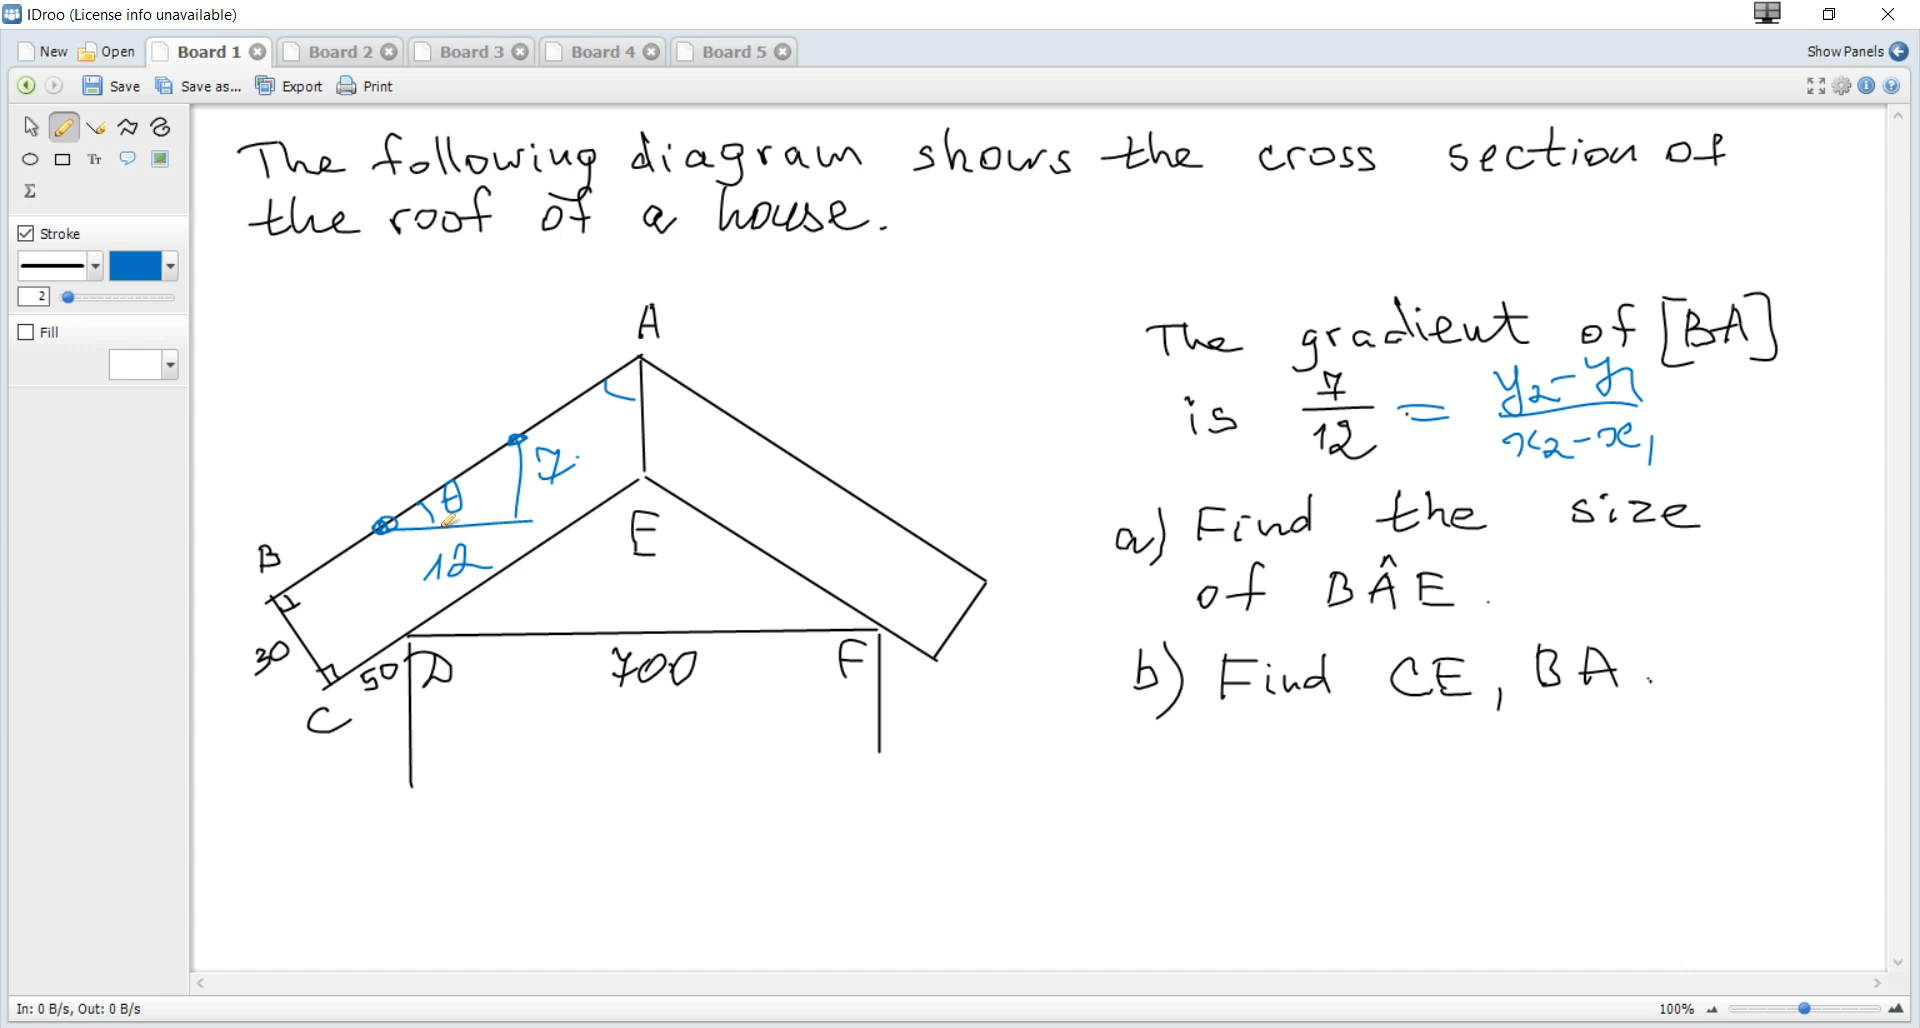 IDroo (License info unavailable)
New Open Board 1 Board 2 Board 3 Board 4 Board 5 Show Panels
Save Save as... Export Print
Tr
Σ
Stroke
2
Fill
The following diagram shows the cross section of
the roof of a house.
A
B
C
D
E
F
30
50
700
θ
7
12
The gradient of [BA]
is 7/12 = y2-y1/x2-x1
a) Find the size
of BÂE.
b) Find CE, BA.
In: 0 B/s, Out: 0 B/s
100%